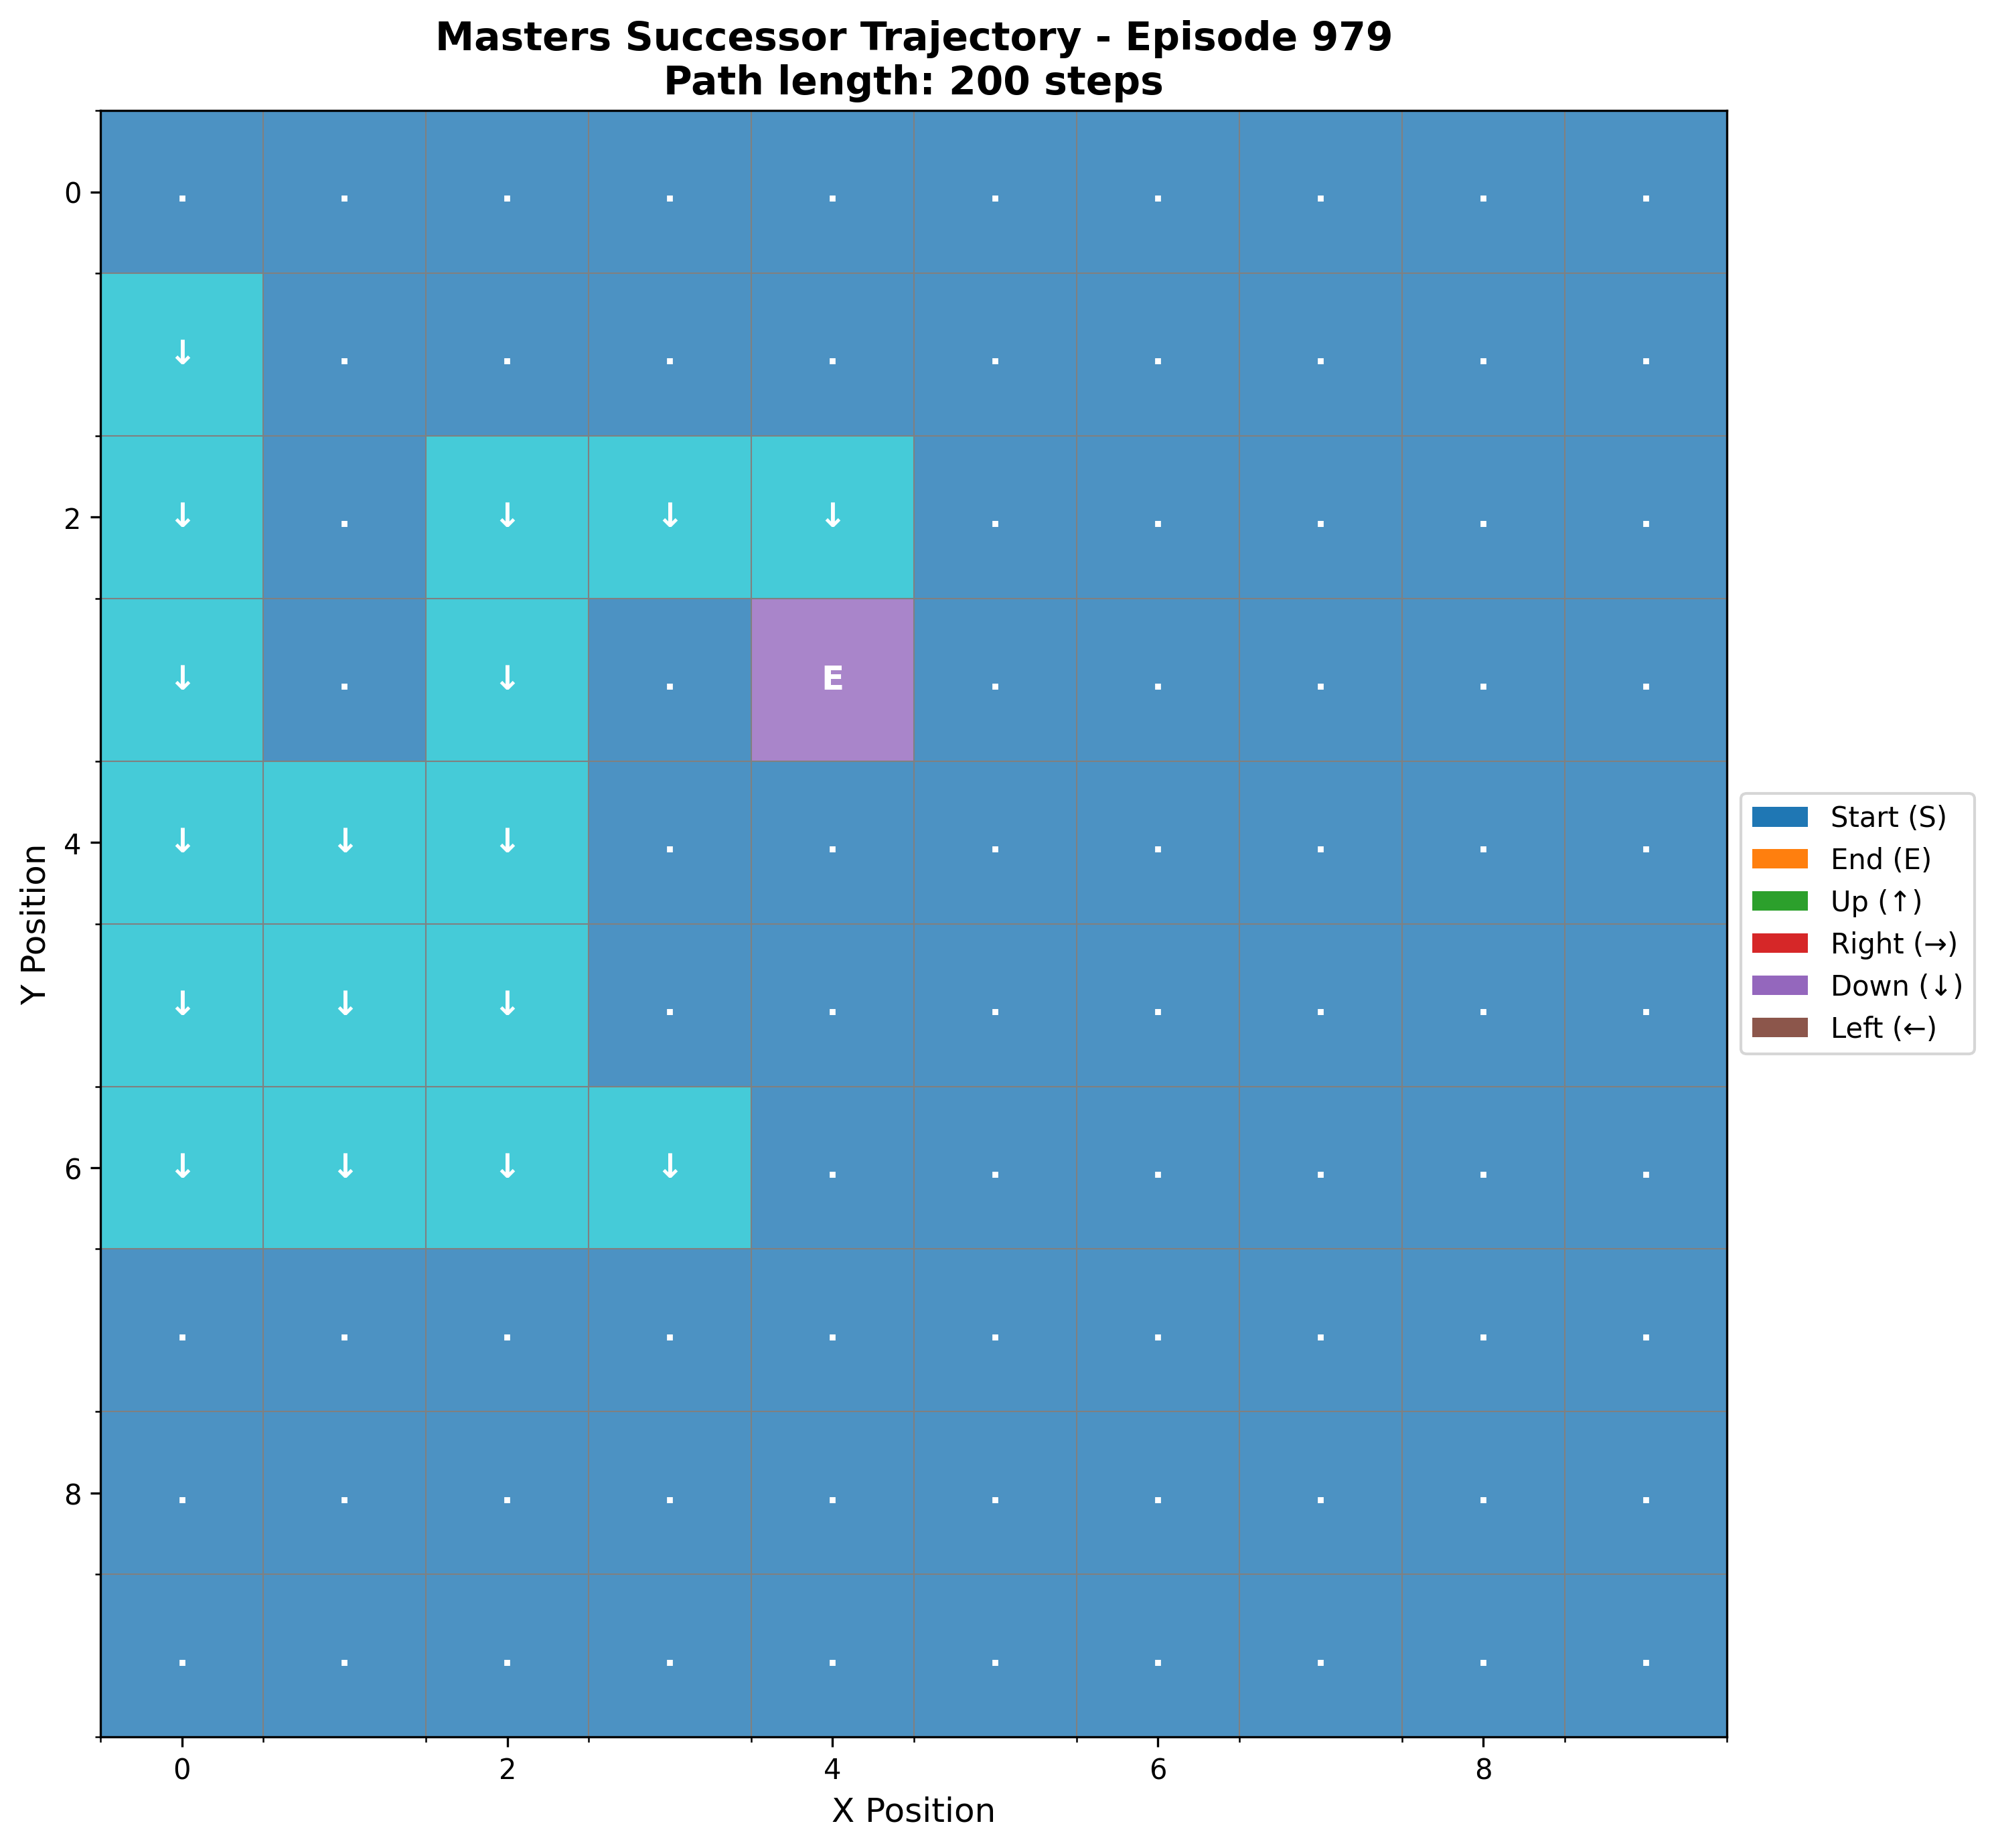 Masters Successor Trajectory - Episode 979
Path length: 200 steps
0 . . . . . . . . . .
↓ . . . . . . . . .
2 ↓ . ↓ ↓ ↓ . . . . .
↓ . ↓ . E . . . . .
4 ↓ ↓ ↓ . . . . . . .
↓ ↓ ↓ . . . . . . .
6 ↓ ↓ ↓ ↓ . . . . . .
. . . . . . . . . .
8 . . . . . . . . . .
. . . . . . . . . .
0 2 4 6 8
X Position
Y Position
Start (S)
End (E)
Up (↑)
Right (→)
Down (↓)
Left (←)